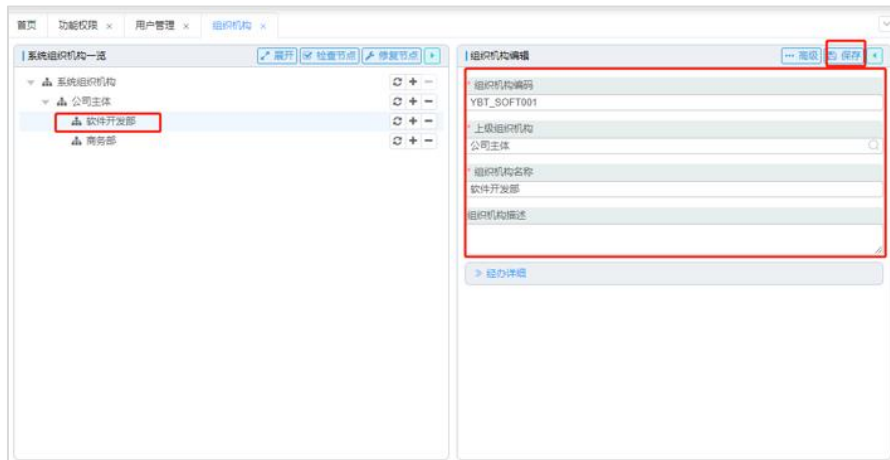 首页 功能权限 × 用户管理 × 组织机构 ×
系统组织机构一览 展开 检查节点 修复节点
系统组织机构
公司主体
软件开发部
商务部
组织机构编辑 高级 保存
* 组织机构编码
YBT_SOFT001
* 上级组织机构
公司主体
* 组织机构名称
软件开发部
组织机构描述
经办详细